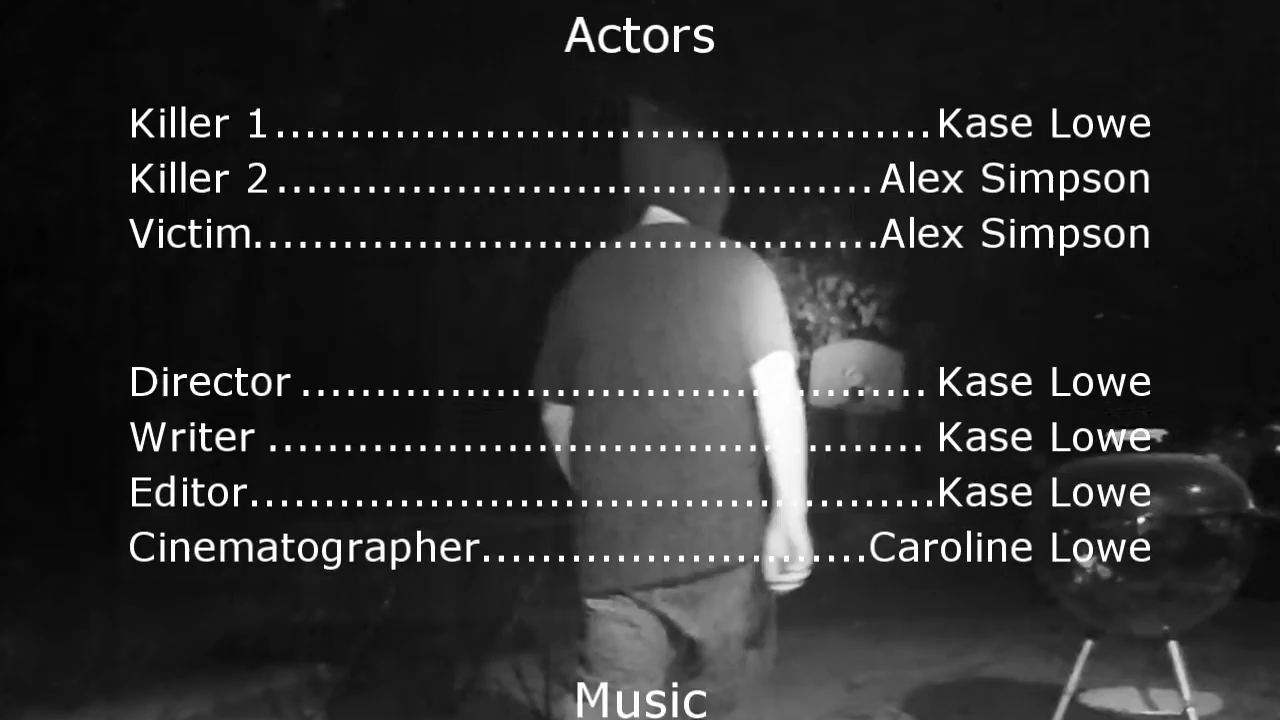 Actors
Killer 1............................................Kase Lowe
Killer 2........................................Alex Simpson
Victim..........................................Alex Simpson
Director .......................................... Kase Lowe
Writer ............................................ Kase Lowe
Editor..............................................Kase Lowe
Cinematographer..........................Caroline Lowe
Music